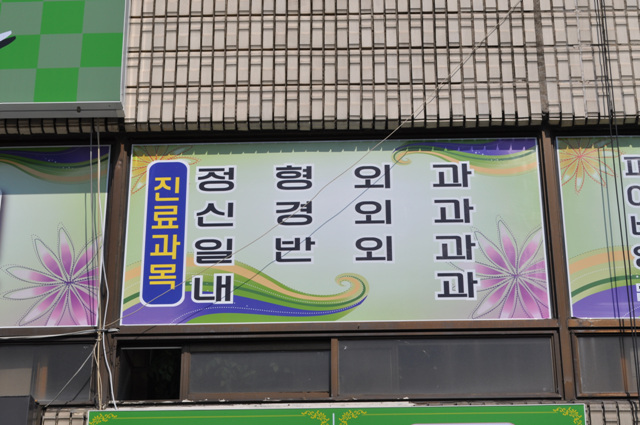 진료과목
정 형 외 과
신 경 외 과
일 반 외 과
내 과